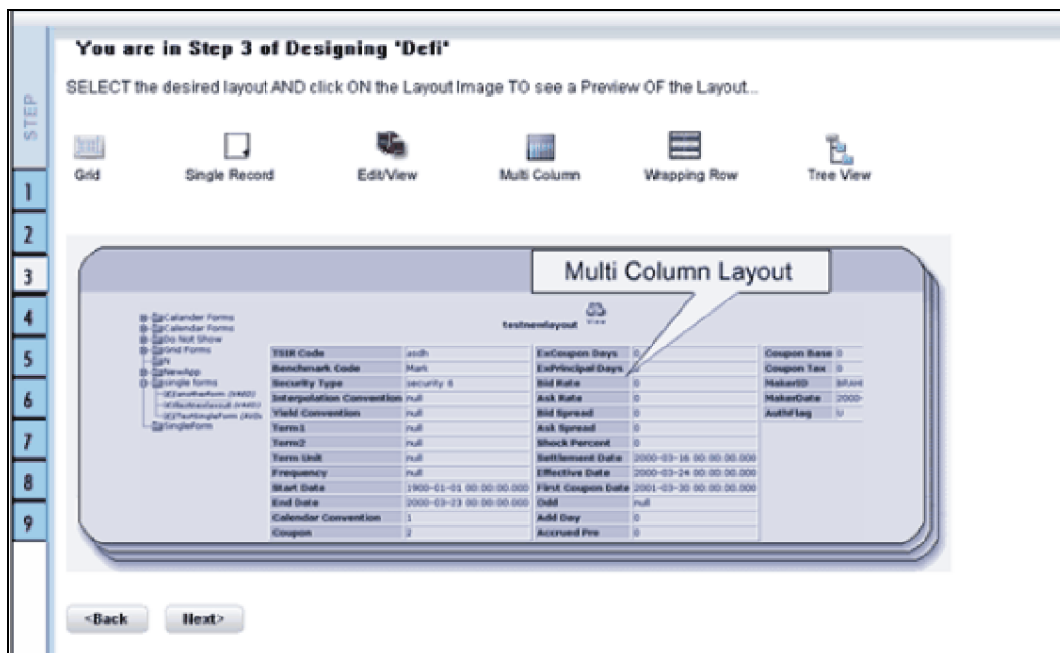 You are in Step 3 of Designing 'Defi'
SELECT the desired layout AND click ON the Layout Image TO see a Preview OF the Layout...
STEP
Grid
Single Record
Edit/View
Multi Column
Wrapping Row
Tree View
1
2
3
4
5
6
7
8
9
Multi Column Layout
Calander Forms
Calendar Forms
Do Not Show
Grid Forms
N
NewApp
single forms
SingleForm
testnewlayout
View
TSIR Code asdh
Benchmark Code Mark
Security Type security 6
Interpolation Convention null
Yield Convention null
Term1 null
Term2 null
Term Unit null
Frequency null
Start Date 1900-01-01 00:00:00.000
End Date 2000-03-23 00:00:00.000
Calendar Convention 1
Coupon 2
ExCoupon Days 0
ExPrincipal Days
Bid Rate 0
Ask Rate 0
Bid Spread 0
Ask Spread 0
Shock Percent 0
Settlement Date 2000-03-16 00:00:00.000
Effective Date 2000-03-24 00:00:00.000
First Coupon Date 2001-03-30 00:00:00.000
Odd null
Add Day 0
Accrued Pre 0
Coupon Base 0
Coupon Tax 0
MakerID
MakerDate 2000-
AuthFlag U
<Back
Next>